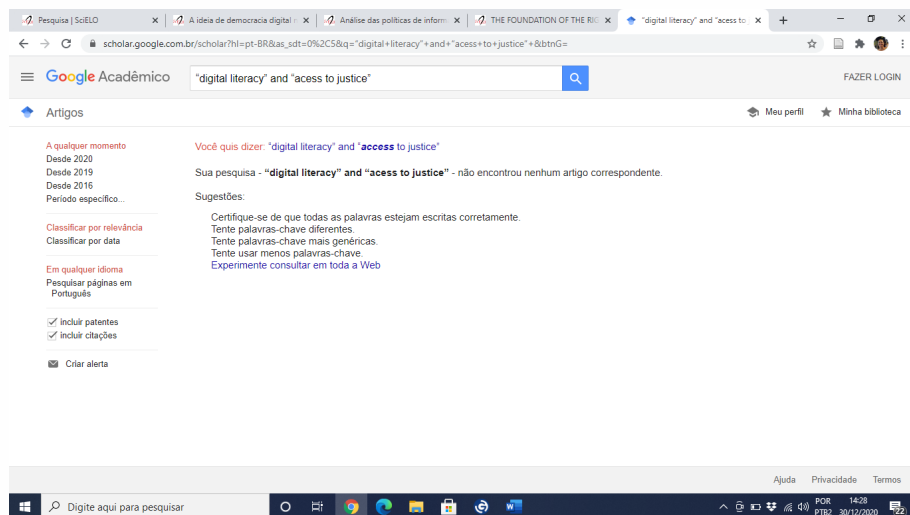 Pesquisa | SciELO
A ideia de democracia digital n
Análise das políticas de inform
THE FOUNDATION OF THE RIG
"digital literacy" and "acess to
scholar.google.com.br/scholar?hl=pt-BR&as_sdt=0%2C5&q="digital+literacy"+and+"acess+to+justice"+&btnG=
Google Acadêmico
"digital literacy" and "acess to justice"
FAZER LOGIN
Artigos
Meu perfil
Minha biblioteca
A qualquer momento
Desde 2020
Desde 2019
Desde 2016
Período específico...
Classificar por relevância
Classificar por data
Em qualquer idioma
Pesquisar páginas em
Português
incluir patentes
incluir citações
Criar alerta
Você quis dizer: "digital literacy" and "access to justice"
Sua pesquisa - "digital literacy" and "acess to justice" - não encontrou nenhum artigo correspondente.
Sugestões:
Certifique-se de que todas as palavras estejam escritas corretamente.
Tente palavras-chave diferentes.
Tente palavras-chave mais genéricas.
Tente usar menos palavras-chave.
Experimente consultar em toda a Web
Ajuda Privacidade Termos
Digite aqui para pesquisar
POR 14:28
PTB2 30/12/2020
22